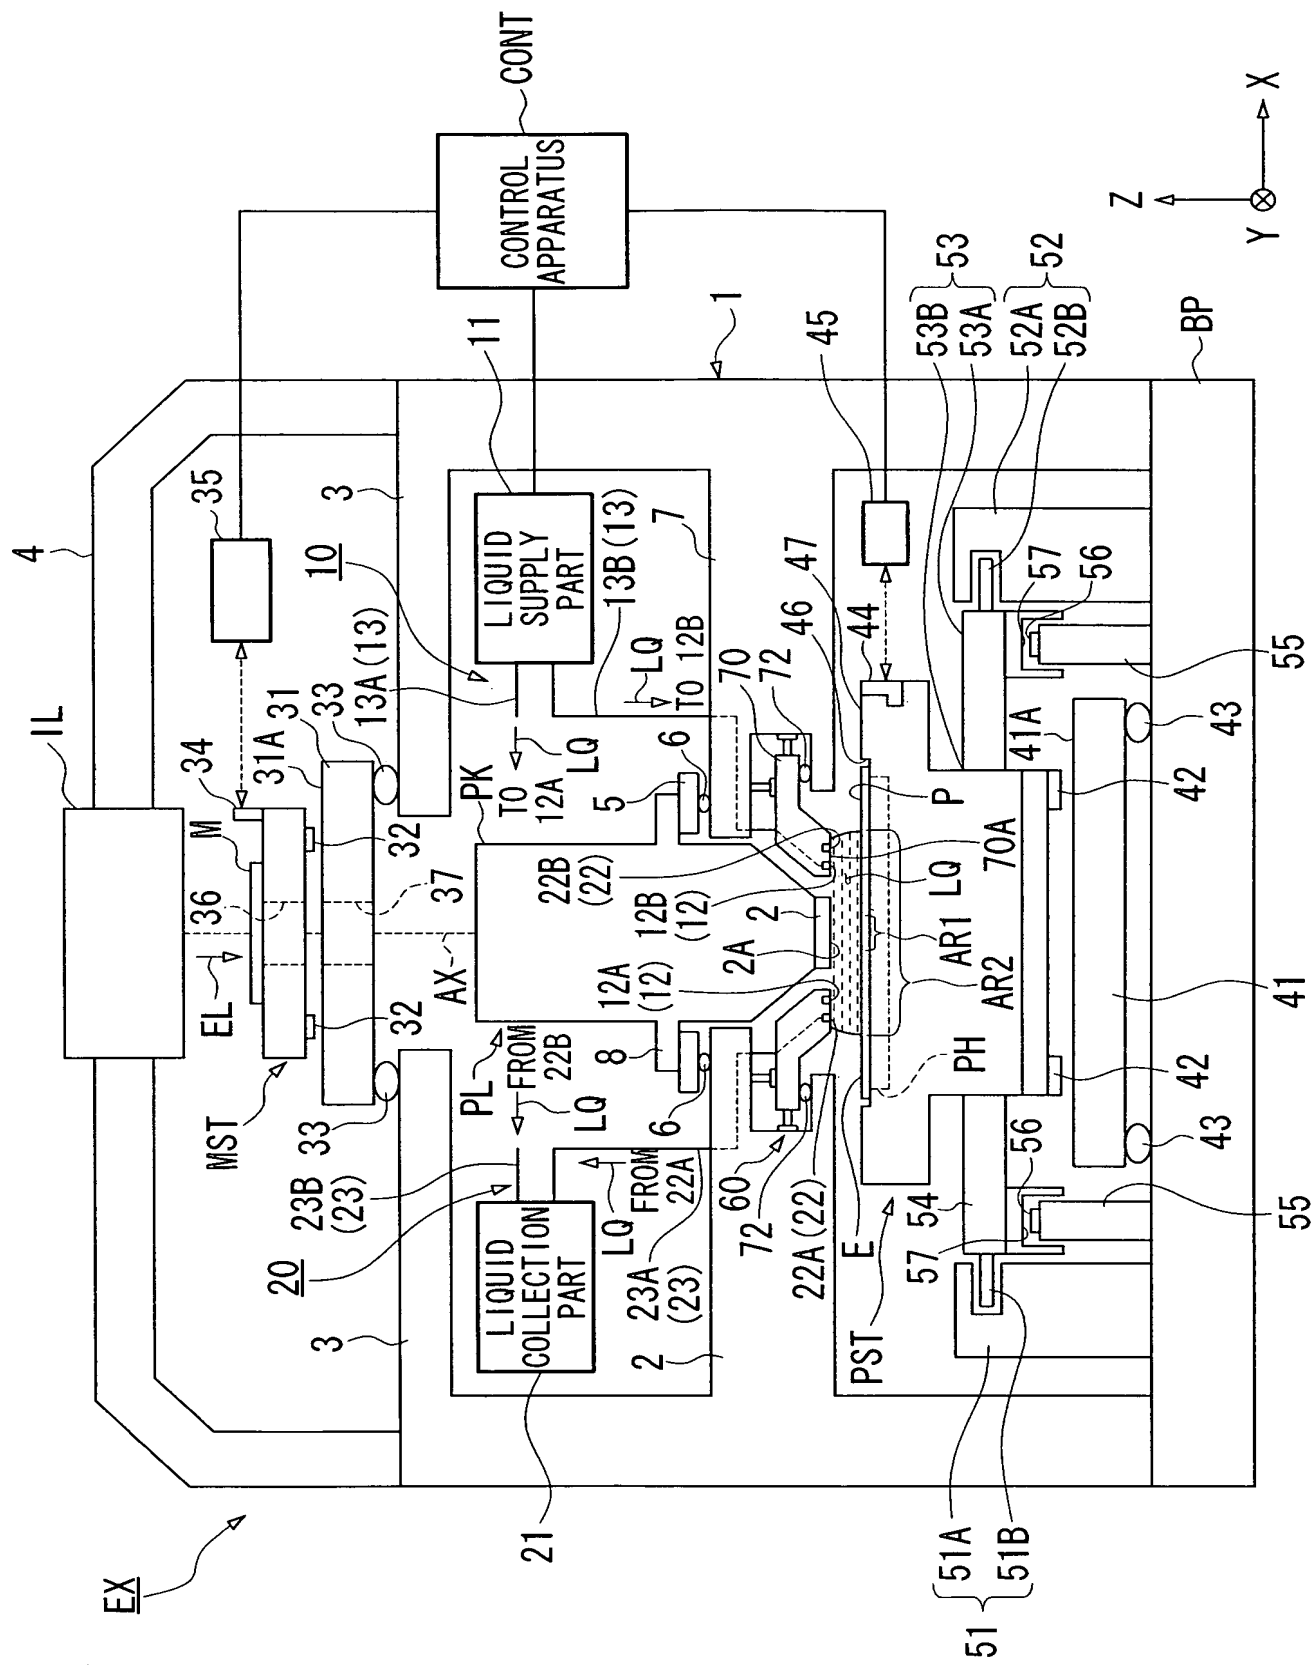 EX
4
IL
MST
EL
36
M
34
35
32
32
37
31A
31
33
33
3
3
AX
13A(13)
10
11
CONTROL
APPARATUS
CONT
LIQUID
SUPPLY
PART
LIQUID
COLLECTION
PART
21
20
23B
(23)
PL
FROM
22B
LQ
LQ
FROM
22A
23A
(23)
PK
TO
12A
LQ
13B(13)
LQ
TO 12B
1
2
7
8
5
6
6
22B
(22)
12B
(12)
12A
(12)
2A
2
60
70
72
72
22A(22)
E
PST
PH
AR1
AR2
LQ
70A
P
46
47
44
45
53B
53A
53
52A
52B
52
54
57
56
57
56
55
55
41A
41
42
42
43
43
51A
51B
51
BP
Z
X
Y